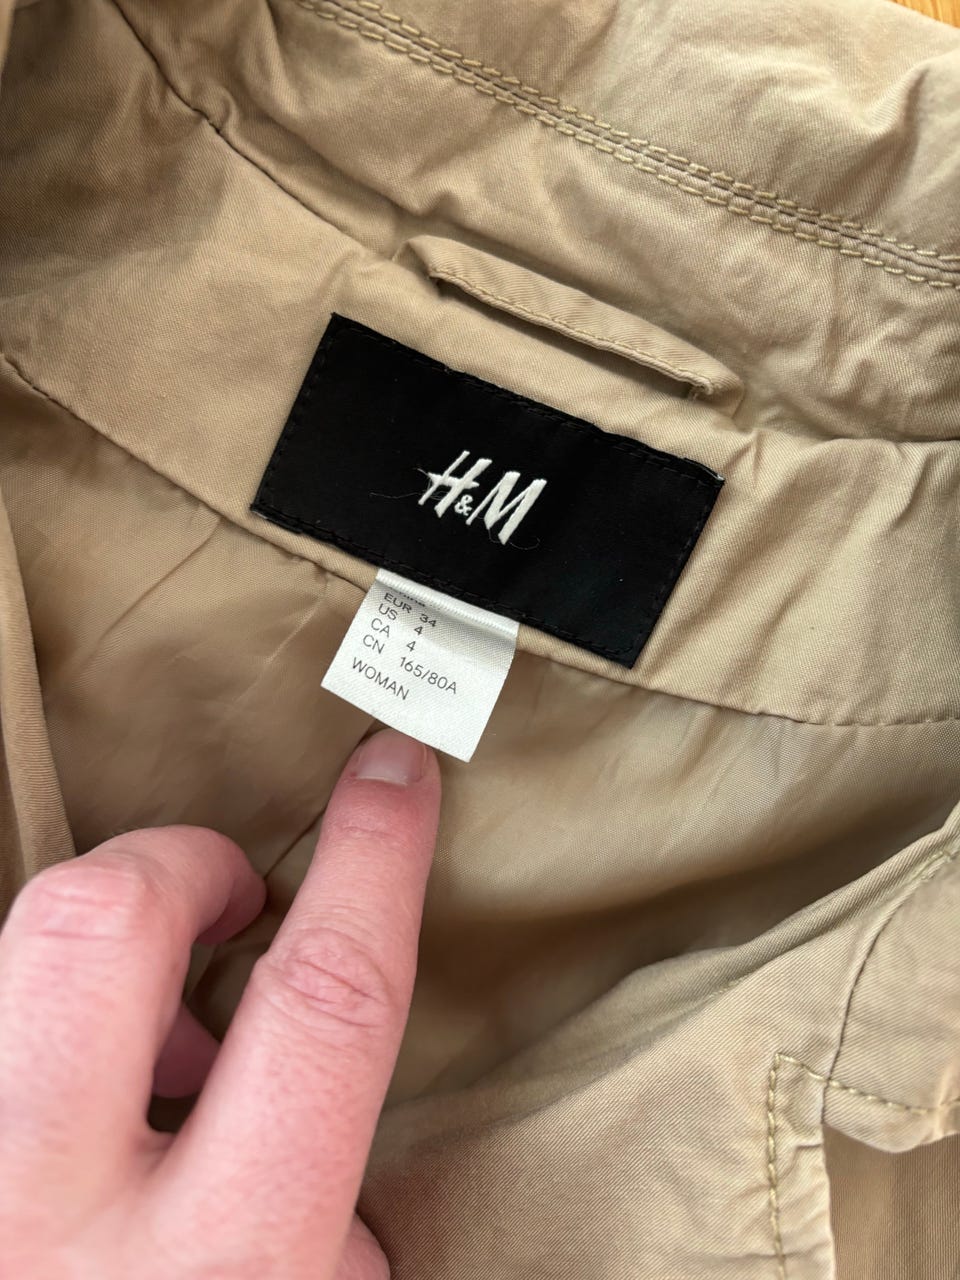 H&M
EUR 34
US 4
CA 4
CN 165/80A
WOMAN